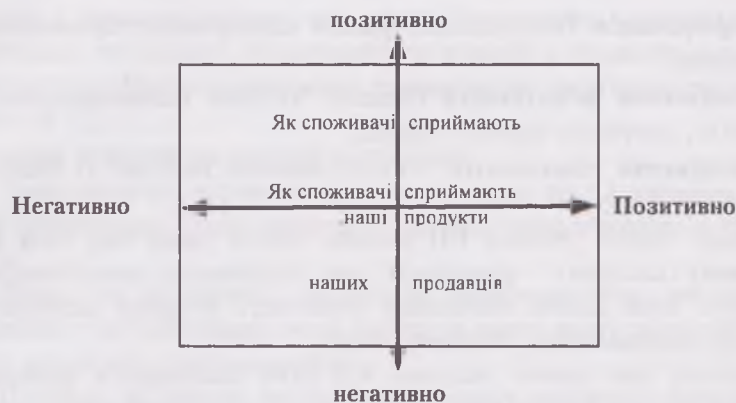 позитивно
Як споживачі сприймають
Як споживачі сприймають
Негативно
Позитивно
наші продукти
наших продавців
негативно